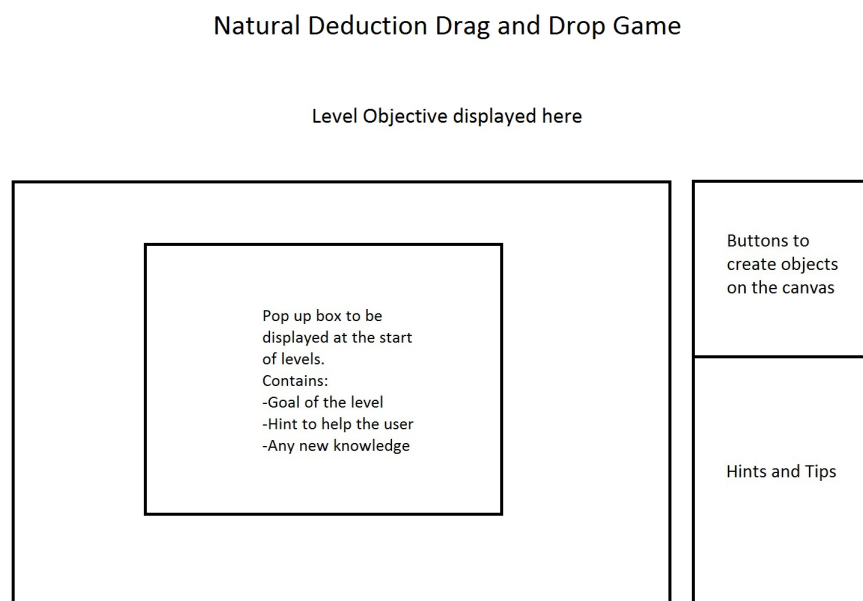 Natural Deduction Drag and Drop Game
Level Objective displayed here
Pop up box to be
displayed at the start
of levels.
Contains:
-Goal of the level
-Hint to help the user
-Any new knowledge
Buttons to
create objects
on the canvas
Hints and Tips